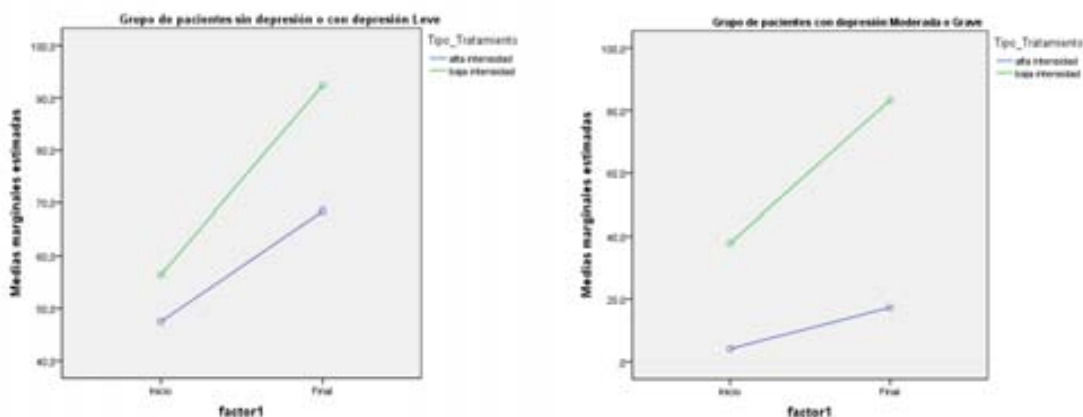 Grupo de pacientes sin depresión o con depresión Leve
Tipo_Tratamiento
alta intensidad
baja intensidad
Medias marginales estimadas
100,0
90,0
80,0
70,0
60,0
50,0
40,0
Inicio
Final
factor1
Grupo de pacientes con depresión Moderada o Grave
Tipo_Tratamiento
alta intensidad
baja intensidad
Medias marginales estimadas
100,0
80,0
60,0
40,0
20,0
,0
Inicio
Final
factor1